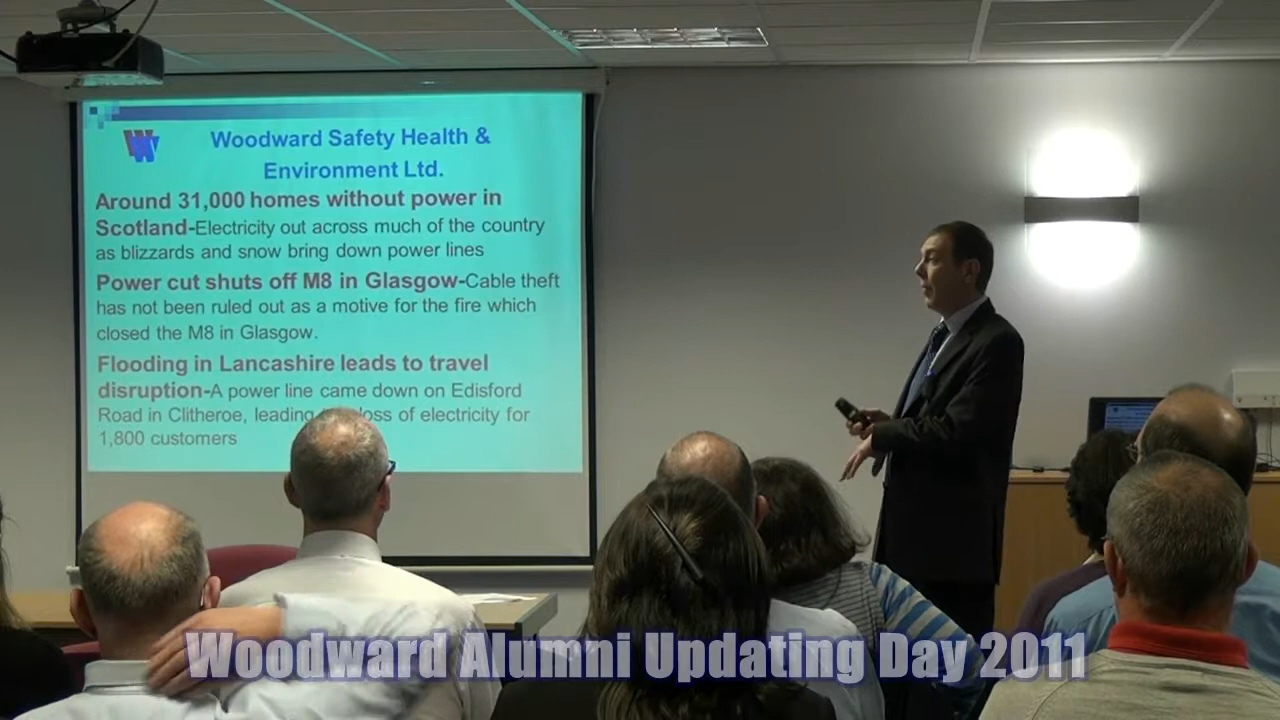 Woodward Safety Health &
Environment Ltd.
Around 31,000 homes without power in
Scotland-Electricity out across much of the country
as blizzards and snow bring down power lines
Power cut shuts off M8 in Glasgow-Cable theft
has not been ruled out as a motive for the fire which
closed the M8 in Glasgow.
Flooding in Lancashire leads to travel
disruption-A power line came down on Edisford
Road in Clitheroe, leading loss of electricity for
1,800 customers
Woodward Alumni Updating Day 2011